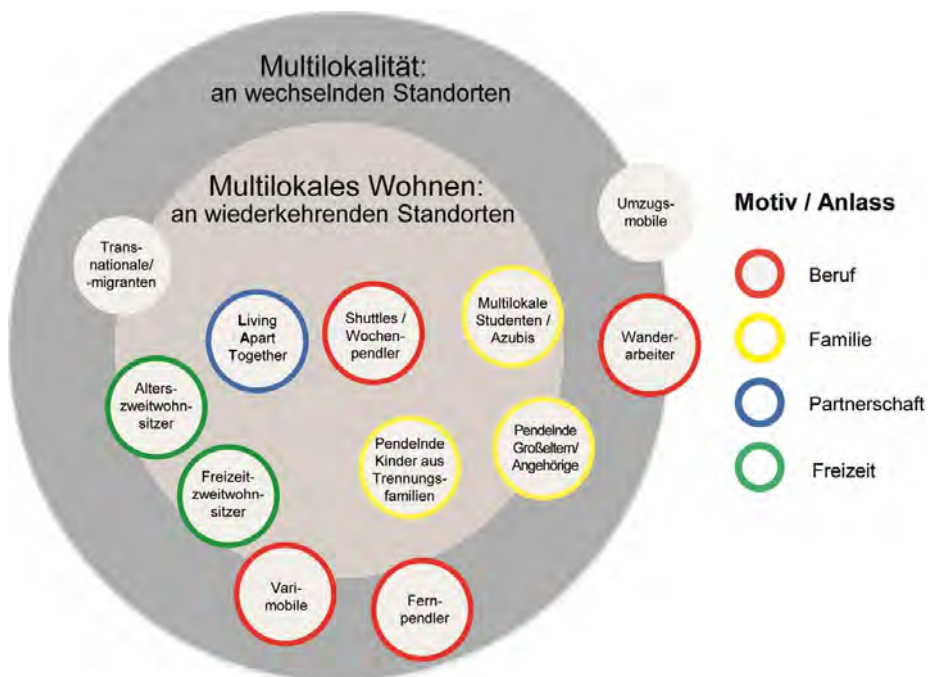 Multilokalität:
an wechselnden Standorten
Multilokales Wohnen:
an wiederkehrenden Standorten
Umzugs-
mobile
Trans-
nationale/
-migranten
Living
Apart
Together
Shuttles /
Wochen-
pendler
Multilokale
Studenten /
Azubis
Wander-
arbeiter
Alters-
zweitwohn-
sitzer
Freizeit-
zweitwohn-
sitzer
Pendelnde
Kinder aus
Trennungs-
familien
Pendelnde
Großeltern/
Angehörige
Vari-
mobile
Fern-
pendler
Motiv / Anlass
Beruf
Familie
Partnerschaft
Freizeit